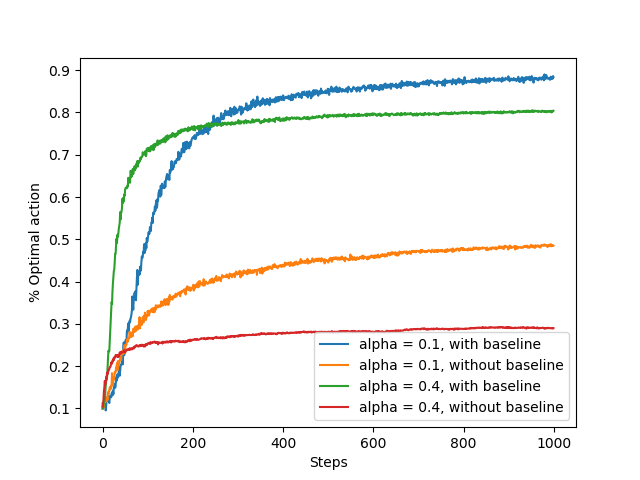 % Optimal action
0.9
0.8
0.7
0.6
0.5
0.4
0.3
0.2
0.1
alpha = 0.1, with baseline
alpha = 0.1, without baseline
alpha = 0.4, with baseline
alpha = 0.4, without baseline
0 200 400 600 800 1000
Steps